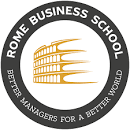 ROME BUSINESS SCHOOL
BETTER MANAGERS FOR A BETTER WORLD